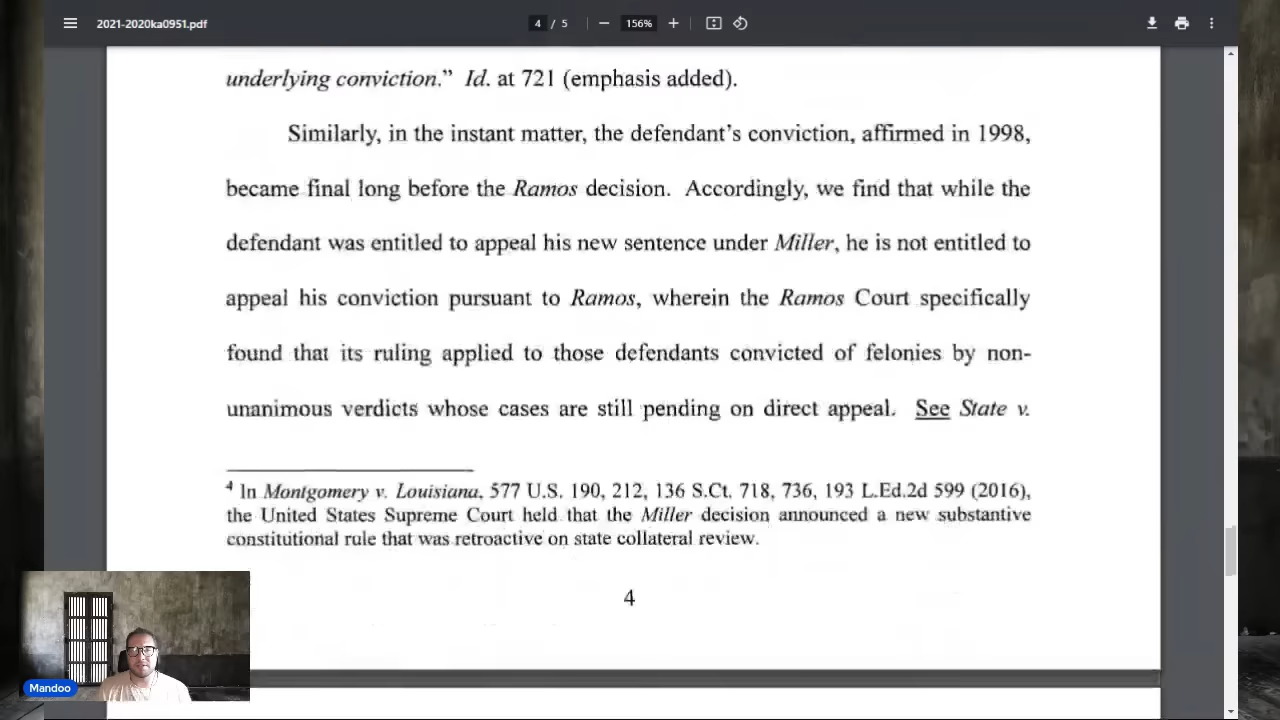 2021-2020ka0951.pdf
4 / 5
156%
underlying conviction.” Id. at 721 (emphasis added).
Similarly, in the instant matter, the defendant’s conviction, affirmed in 1998,
became final long before the Ramos decision. Accordingly, we find that while the
defendant was entitled to appeal his new sentence under Miller, he is not entitled to
appeal his conviction pursuant to Ramos, wherein the Ramos Court specifically
found that its ruling applied to those defendants convicted of felonies by non-
unanimous verdicts whose cases are still pending on direct appeal. See State v.
4 In Montgomery v. Louisiana, 577 U.S. 190, 212, 136 S.Ct. 718, 736, 193 L.Ed.2d 599 (2016),
the United States Supreme Court held that the Miller decision announced a new substantive
constitutional rule that was retroactive on state collateral review.
4
Mandoo